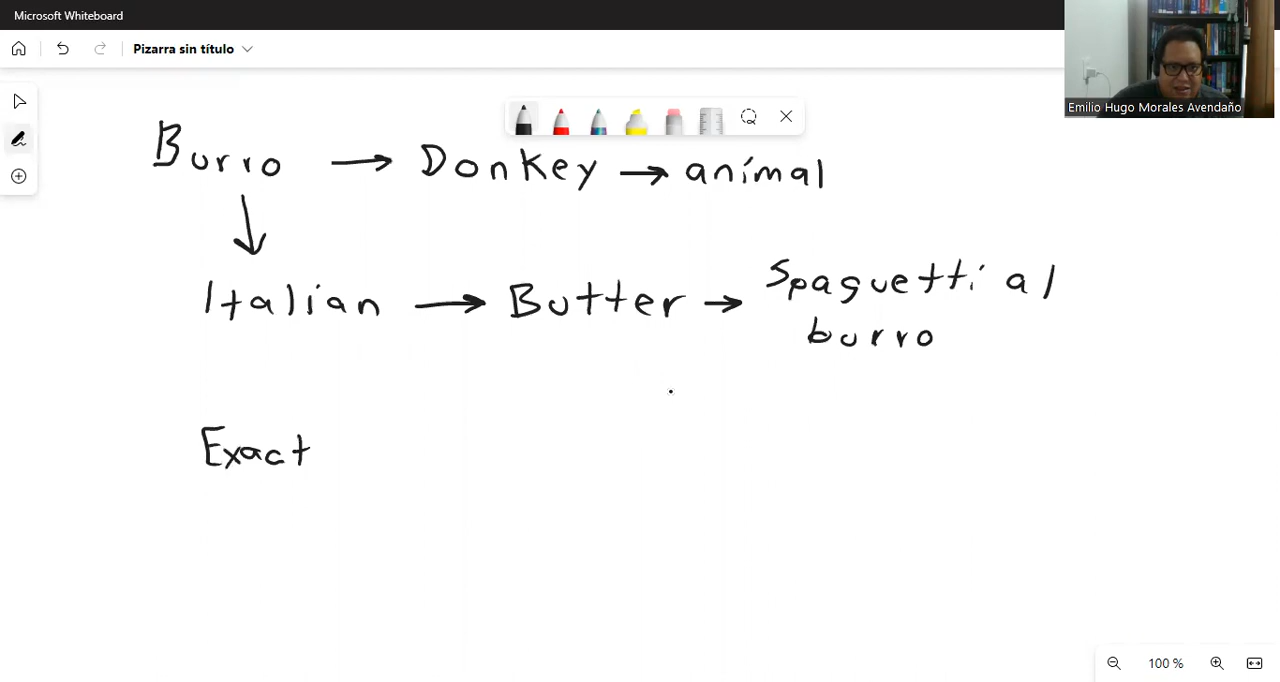 Microsoft Whiteboard
Pizarra sin título
Emilio Hugo Morales Avendaño
Burro → Donkey → animal
↓
Italian → Butter → Spaguetti al
burro
Exact
100 %